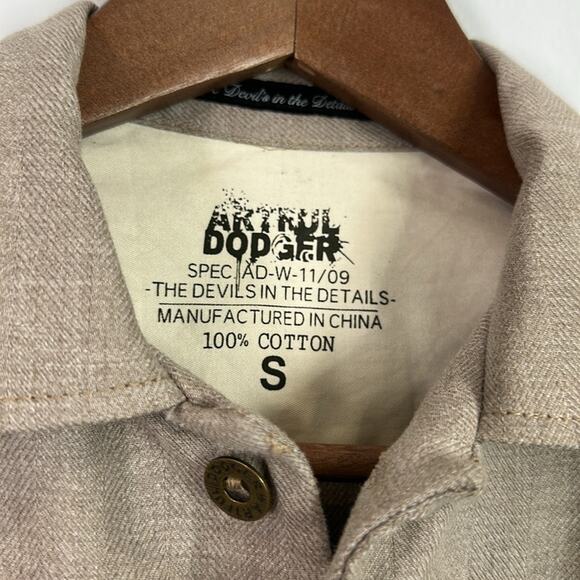 Devil's in the Details
ARTFUL
DODGER
SPEC. AD-W-11/09
-THE DEVILS IN THE DETAILS-
MANUFACTURED IN CHINA
100% COTTON
S